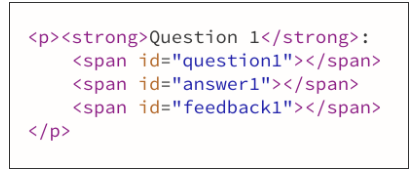 <p><strong>Question 1</strong>:
    <span id="question1"></span>
    <span id="answer1"></span>
    <span id="feedback1"></span>
</p>